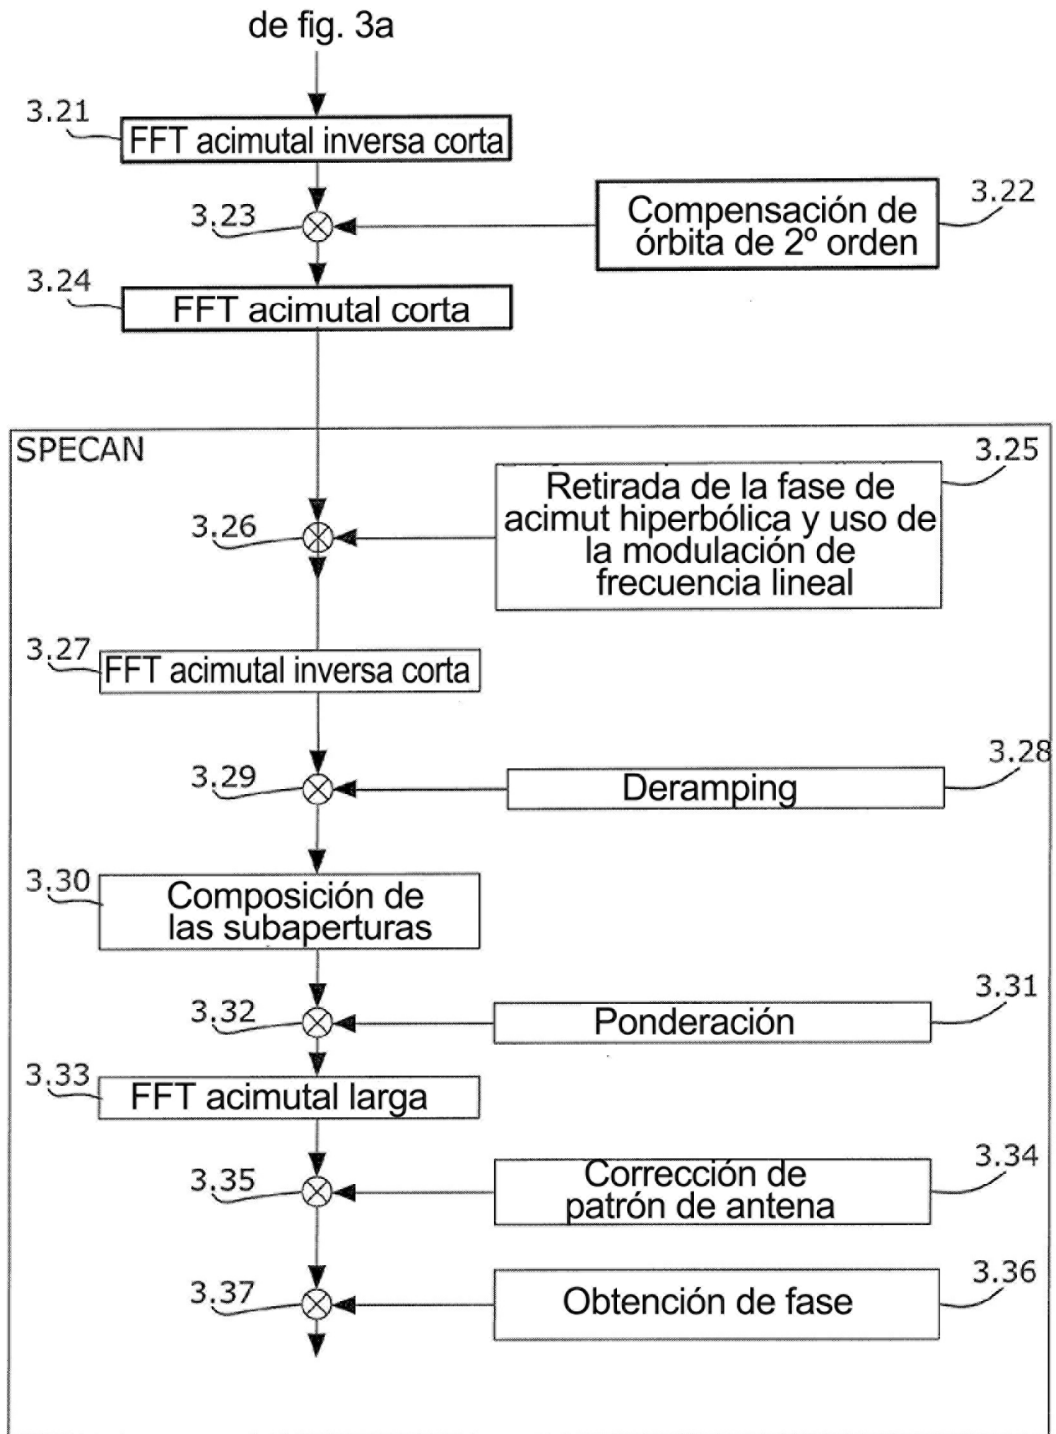 de fig. 3a
3.21
FFT acimutal inversa corta
3.22
3.23
Compensación de
órbita de 2º orden
3.24
FFT acimutal corta
SPECAN
3.25
Retirada de la fase de
acimut hiperbólica y uso de
la modulación de
frecuencia lineal
3.26
3.27
FFT acimutal inversa corta
3.28
3.29
Deramping
3.30
Composición de
las subaperturas
3.31
3.32
Ponderación
3.33
FFT acimutal larga
3.34
3.35
Corrección de
patrón de antena
3.36
3.37
Obtención de fase